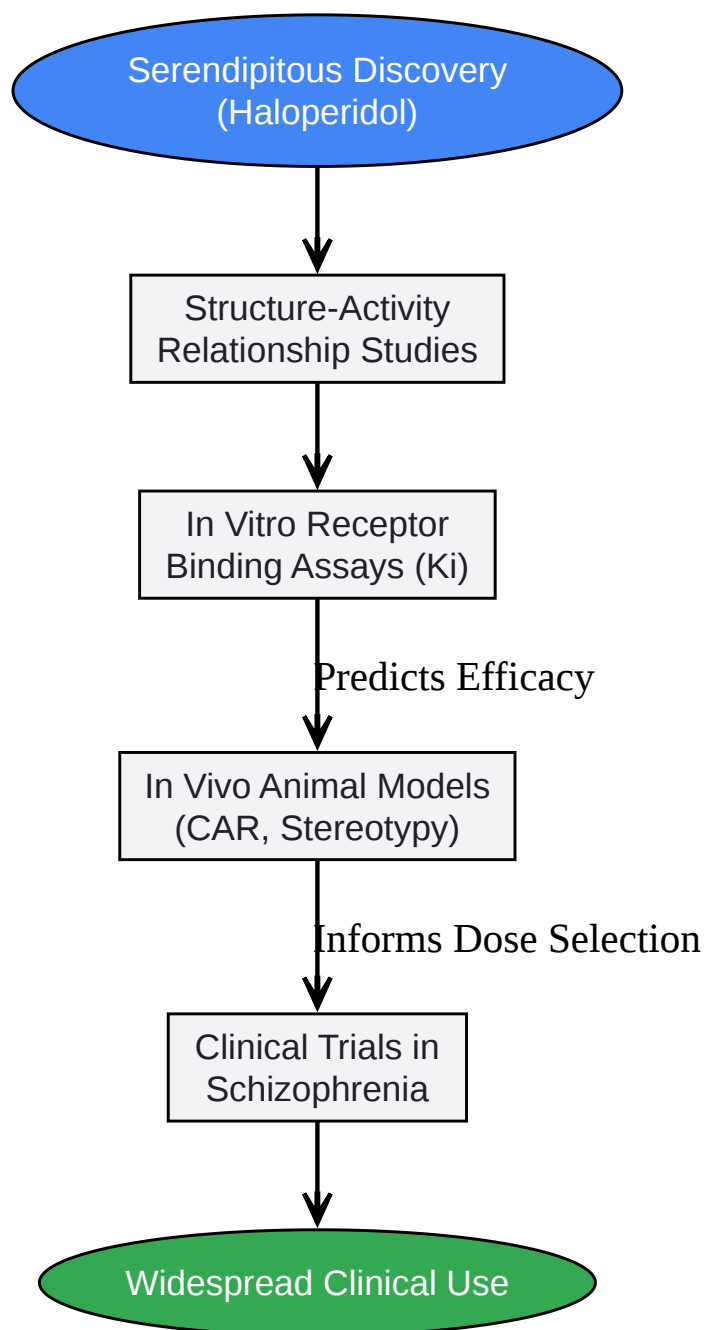 Serendipitous Discovery
(Haloperidol)
Structure-Activity
Relationship Studies
In Vitro Receptor
Binding Assays (Ki)
Predicts Efficacy
In Vivo Animal Models
(CAR, Stereotypy)
Informs Dose Selection
Clinical Trials in
Schizophrenia
Widespread Clinical Use